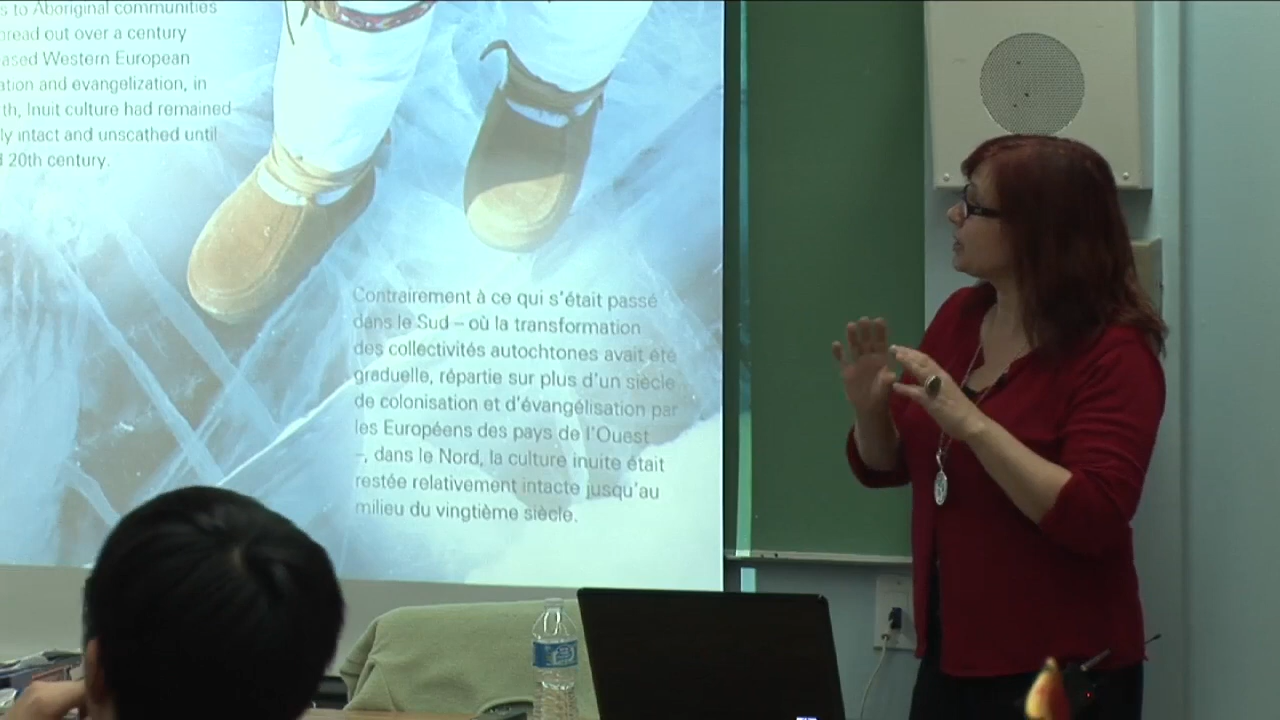 s to Aboriginal communities
read out over a century
ased Western European
ation and evangelization, in
th, Inuit culture had remained
ly intact and unscathed until
20th century.
Contrairement à ce qui s'était passé
dans le Sud – où la transformation
des collectivités autochtones avait été
graduelle, répartie sur plus d'un siècle
de colonisation et d'évangélisation par
les Européens des pays de l'Ouest
–, dans le Nord, la culture inuite était
restée relativement intacte jusqu'au
milieu du vingtième siècle.